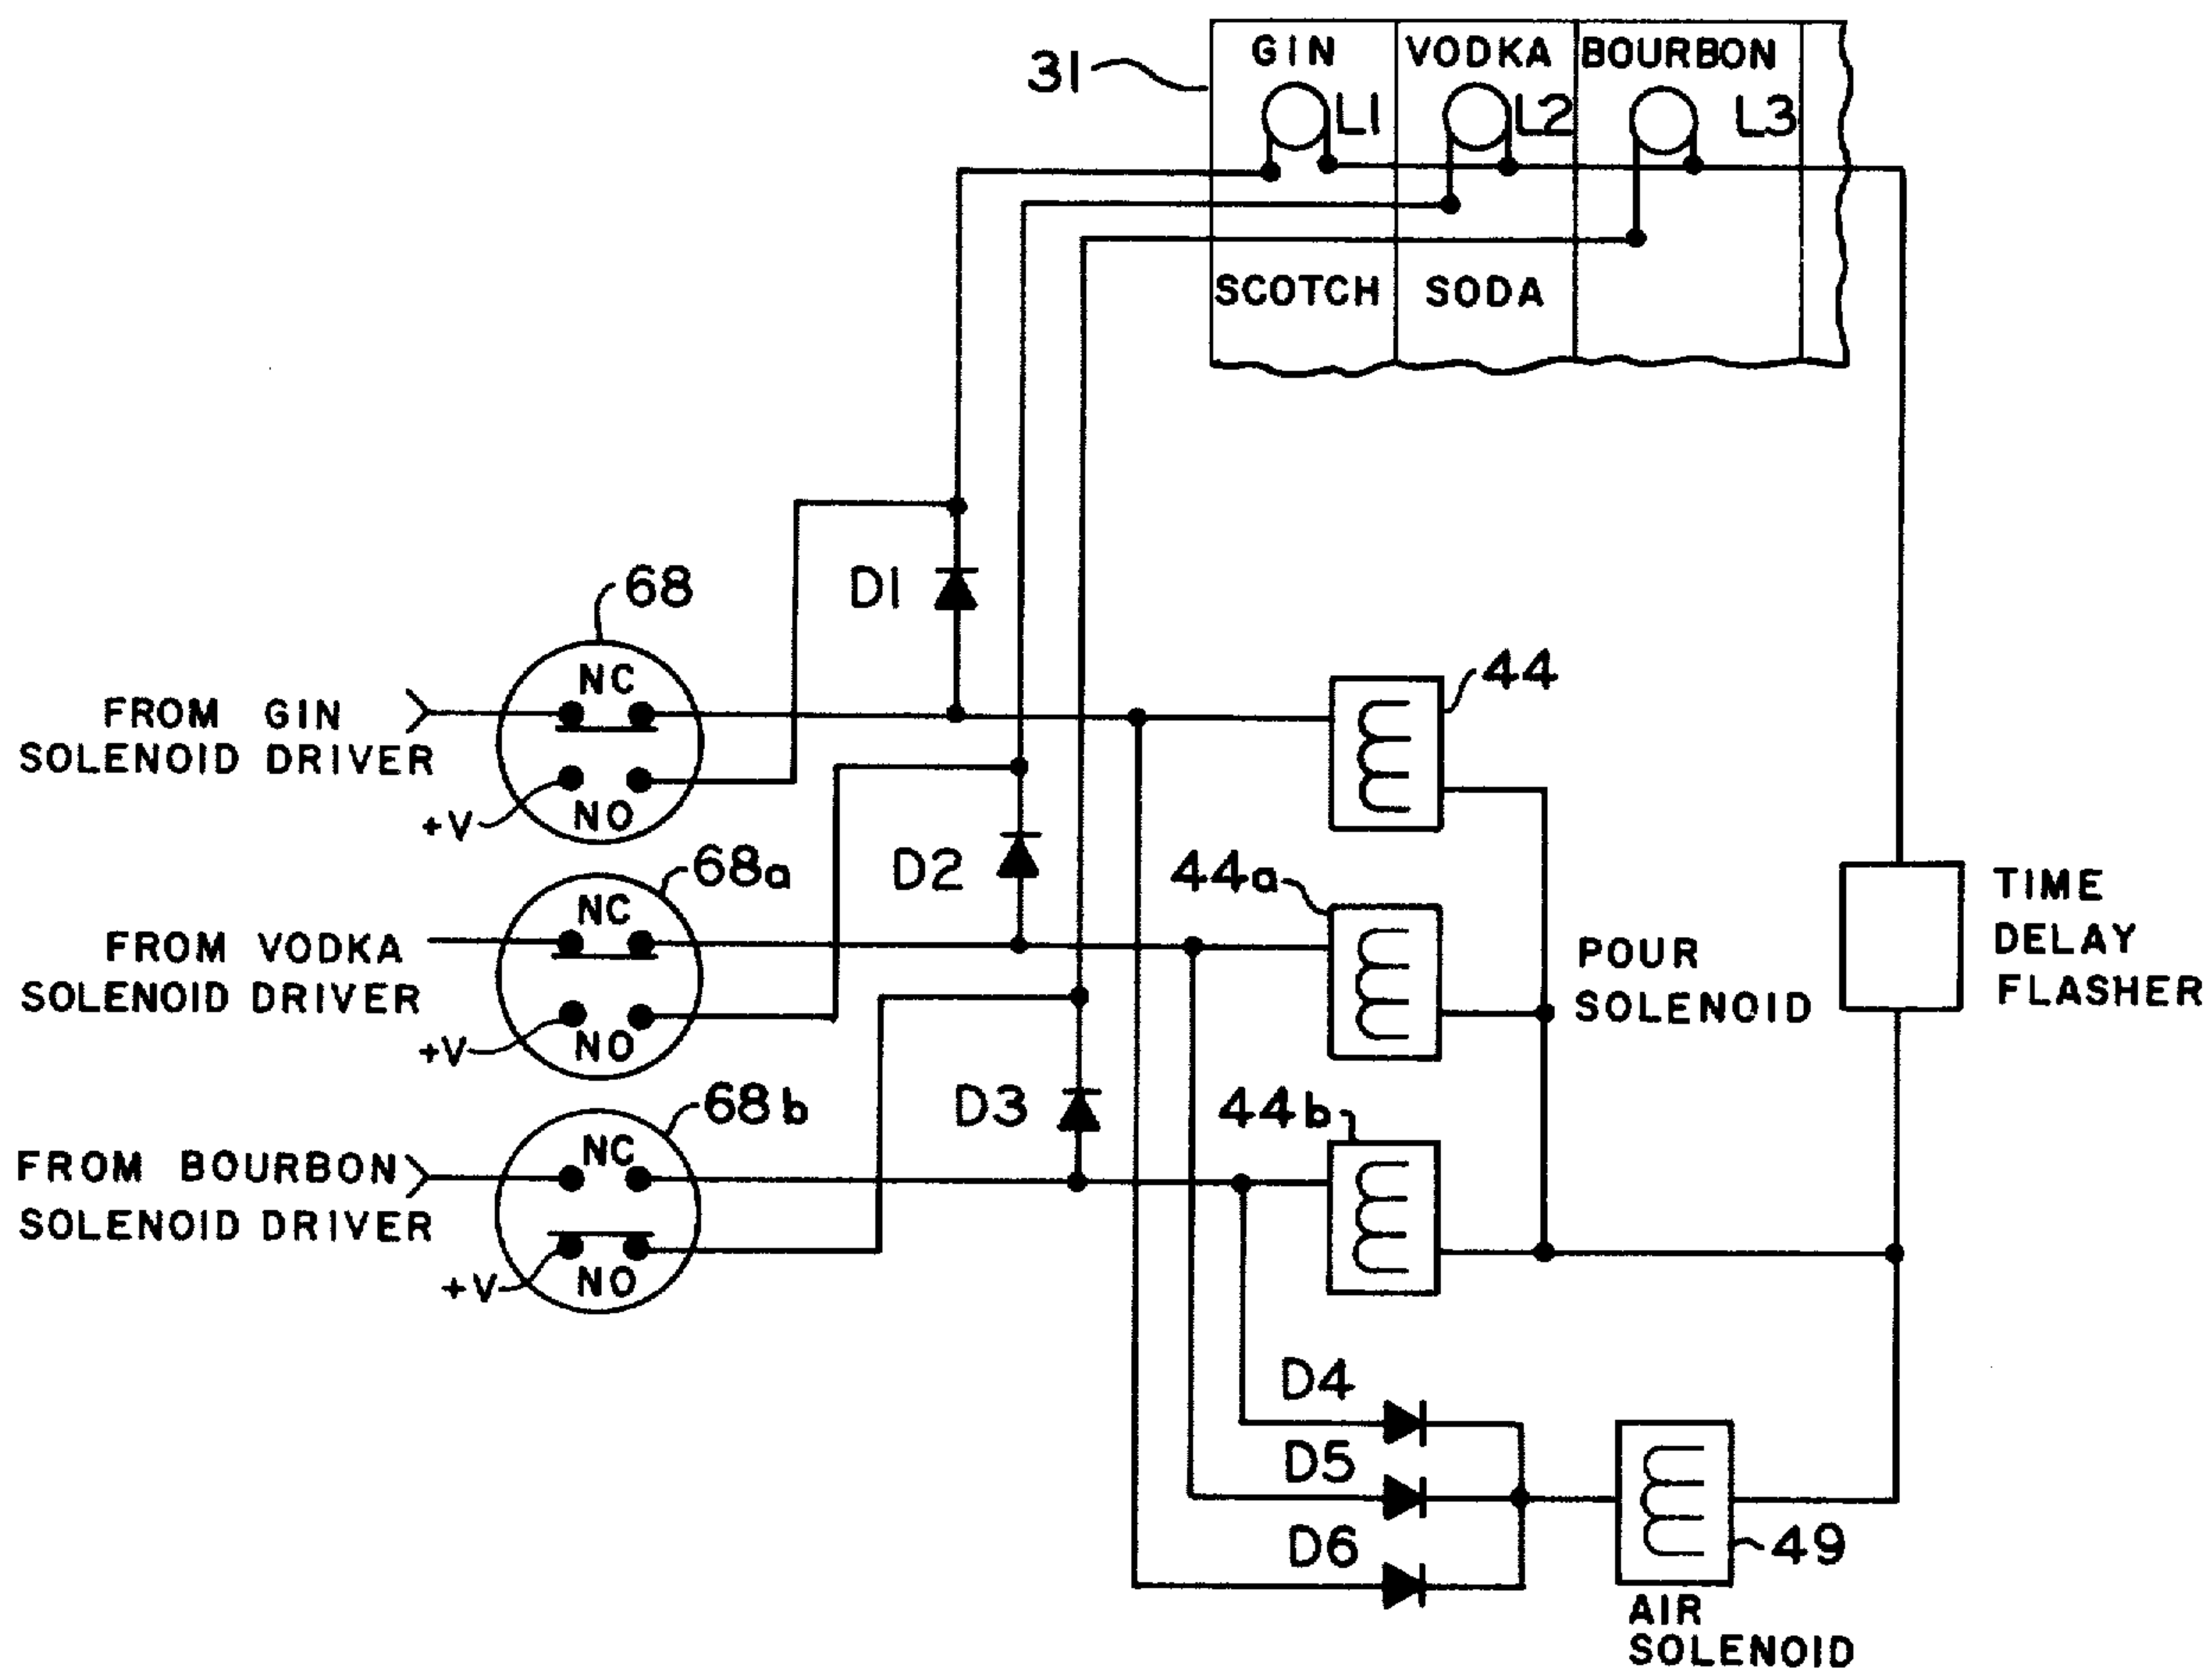 31
GIN
VODKA
BOURBON
L1
L2
L3
SCOTCH
SODA
D1
68
NC
44
FROM GIN
SOLENOID DRIVER
+V
NO
D2
68a
44a
TIME
DELAY
FLASHER
NC
FROM VODKA
SOLENOID DRIVER
POUR
SOLENOID
+V
NO
D3
68b
44b
NC
FROM BOURBON
SOLENOID DRIVER
+V
NO
D4
D5
D6
49
AIR
SOLENOID